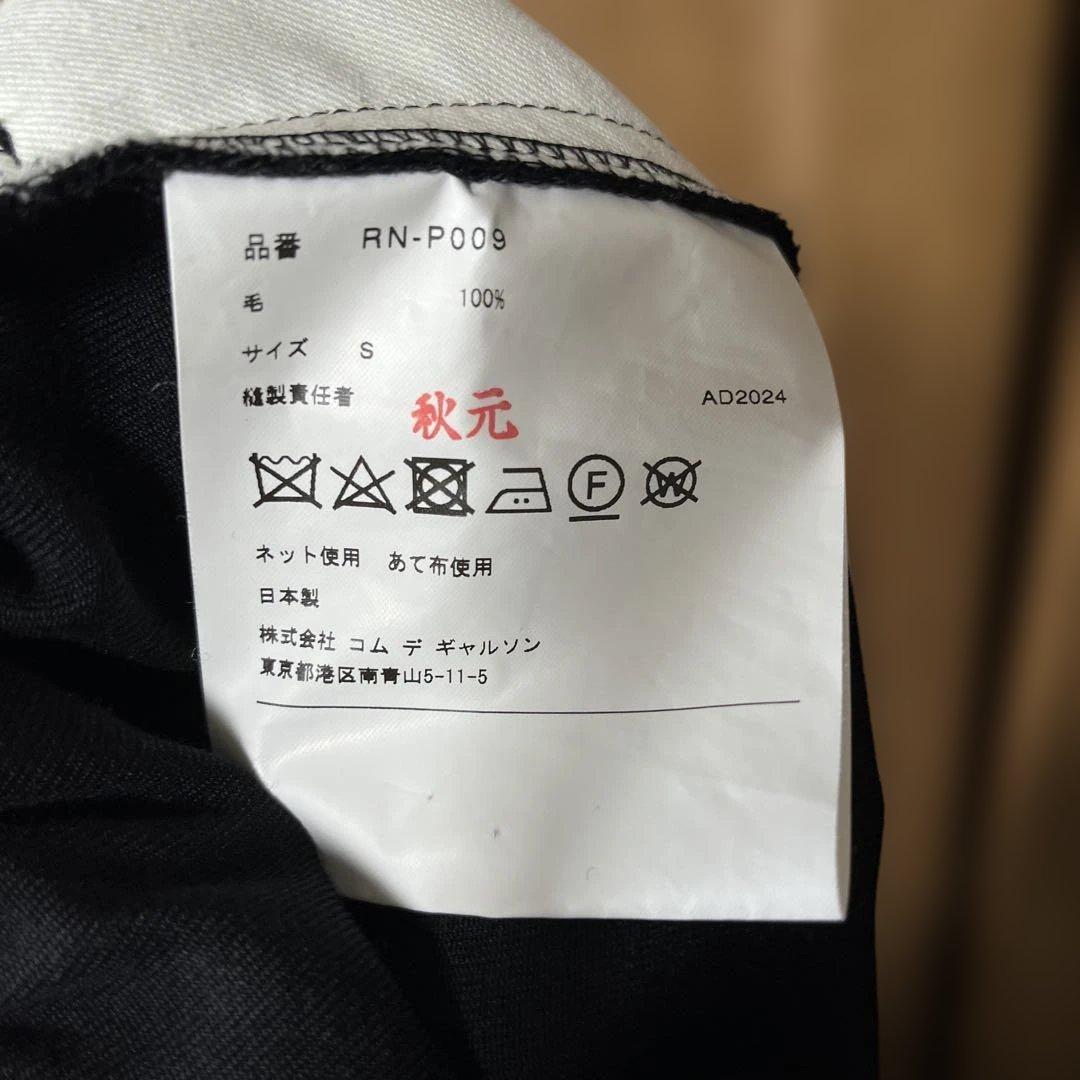 品番 RN-P009
毛 100%
サイズ S
縫製責任者 秋元 AD2024
F W
ネット使用 あて布使用
日本製
株式会社 コム デ ギャルソン
東京都港区南青山5-11-5